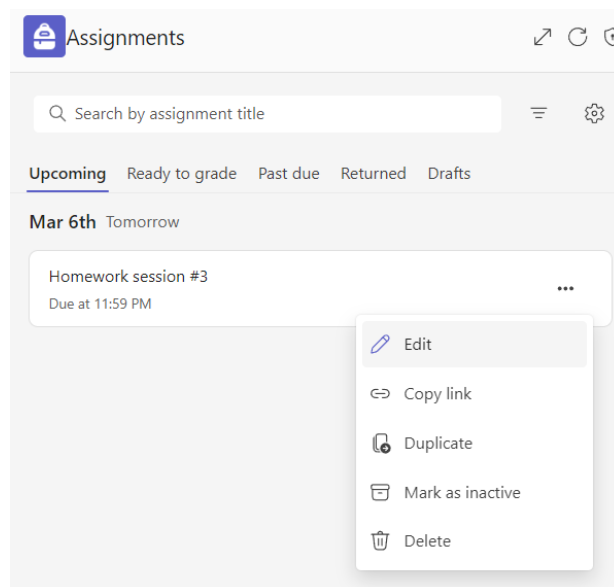 Assignments
Search by assignment title
Upcoming Ready to grade Past due Returned Drafts
Mar 6th Tomorrow
Homework session #3
Due at 11:59 PM
Edit
Copy link
Duplicate
Mark as inactive
Delete